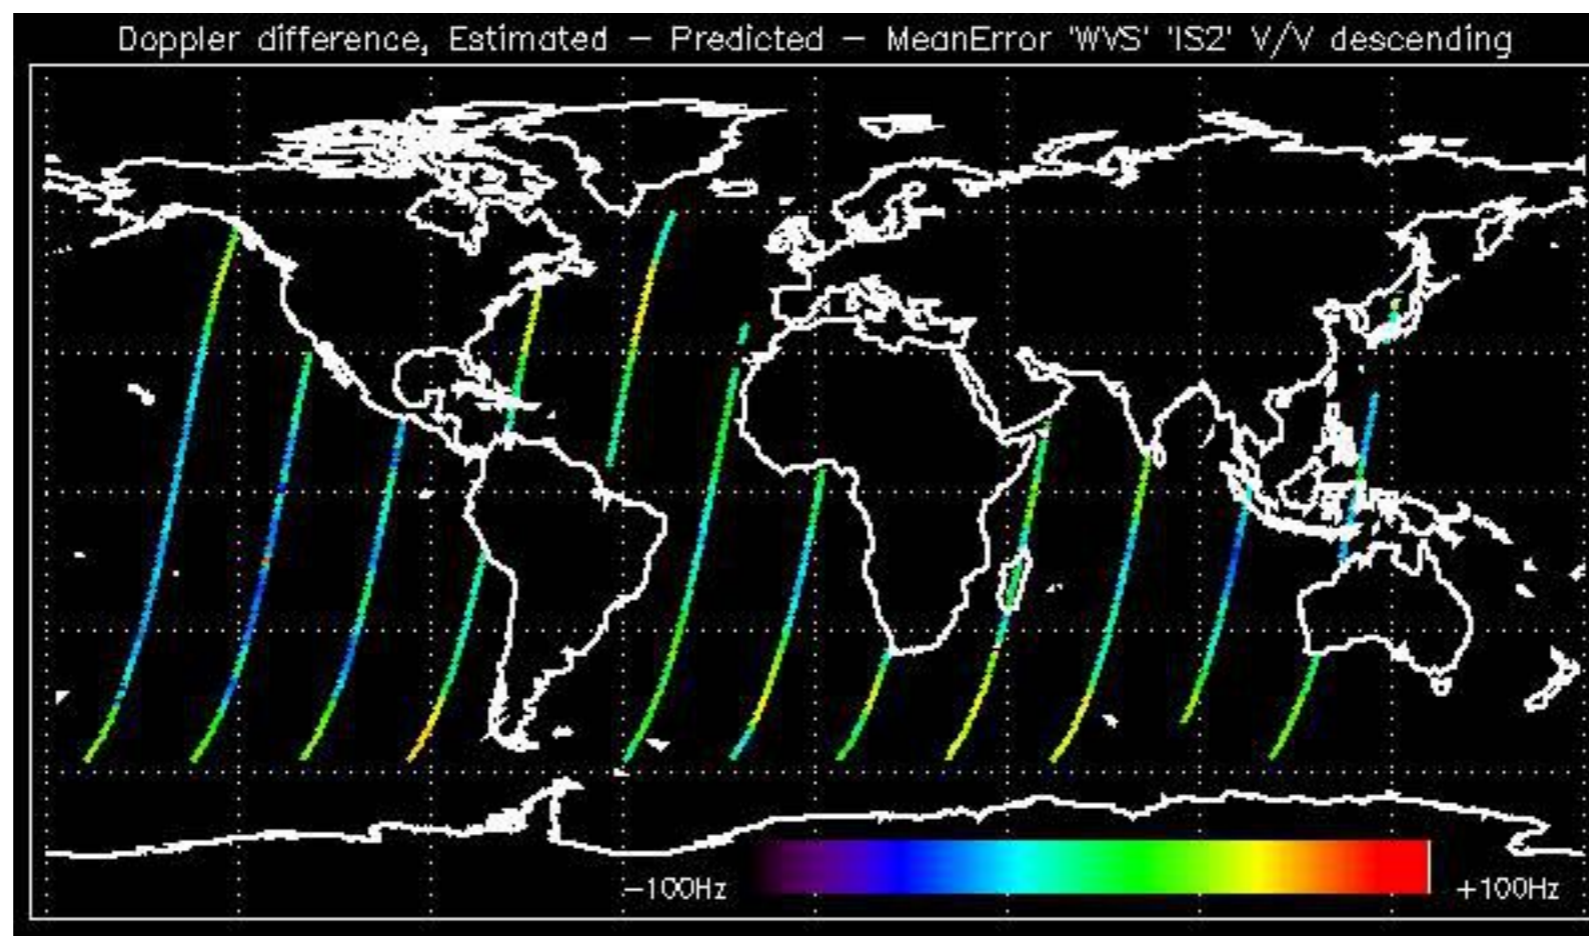 Doppler difference, Estimated – Predicted – MeanError 'WVS' 'IS2' V/V descending
–100Hz
+100Hz